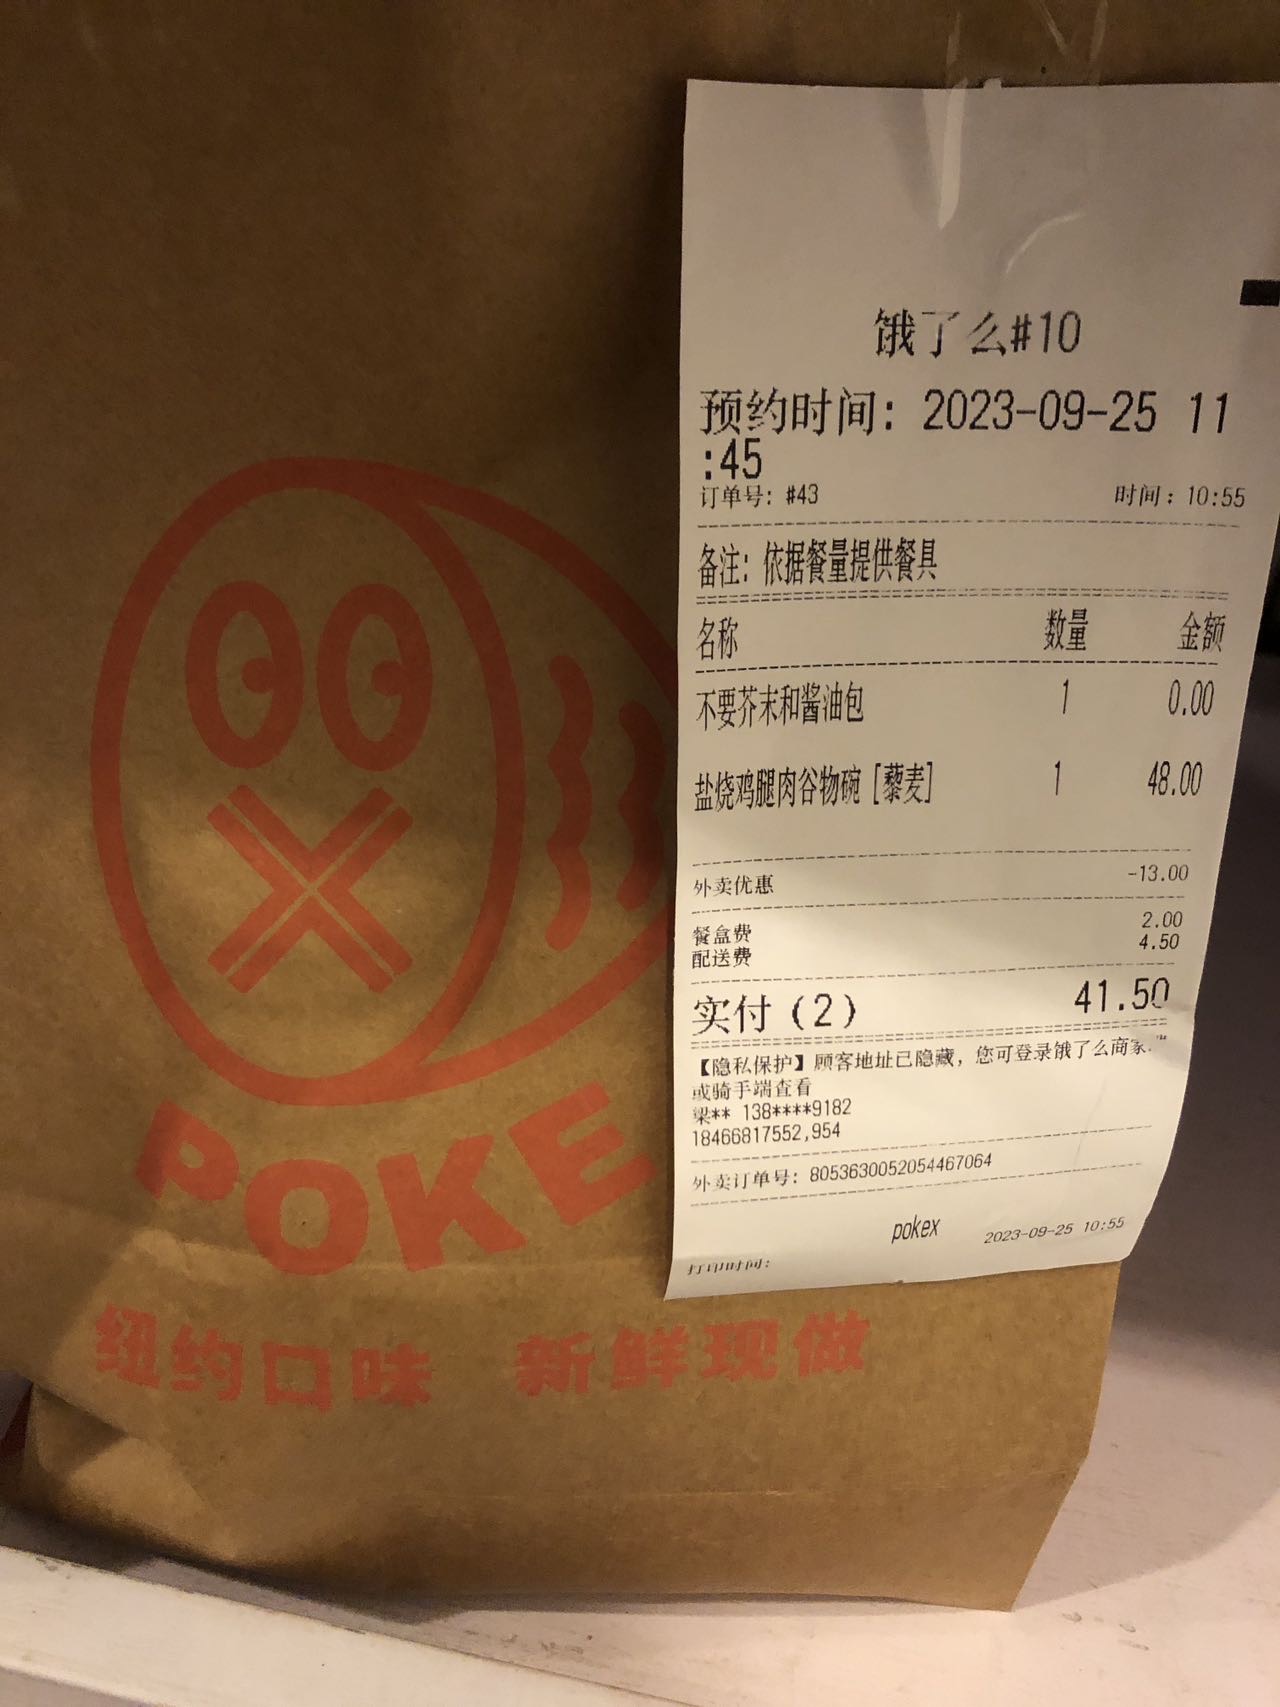 饿了么#10
预约时间: 2023-09-25 11
:45
订单号: #43 时间: 10:55
备注: 依据餐量提供餐具
名称 数量 金额
不要芥末和酱油包 1 0.00
盐烧鸡腿肉谷物碗 [藜麦] 1 48.00
外卖优惠 -13.00
餐盒费 2.00
配送费 4.50
实付 (2) 41.50
【隐私保护】顾客地址已隐藏, 您可登录饿了么商家
或骑手端查看
梁** 138****9182
18466817552,954
外卖订单号: 8053630052054467064
pokex 2023-09-25 10:55
打印时间:
POKE
纽约口味 新鲜现做